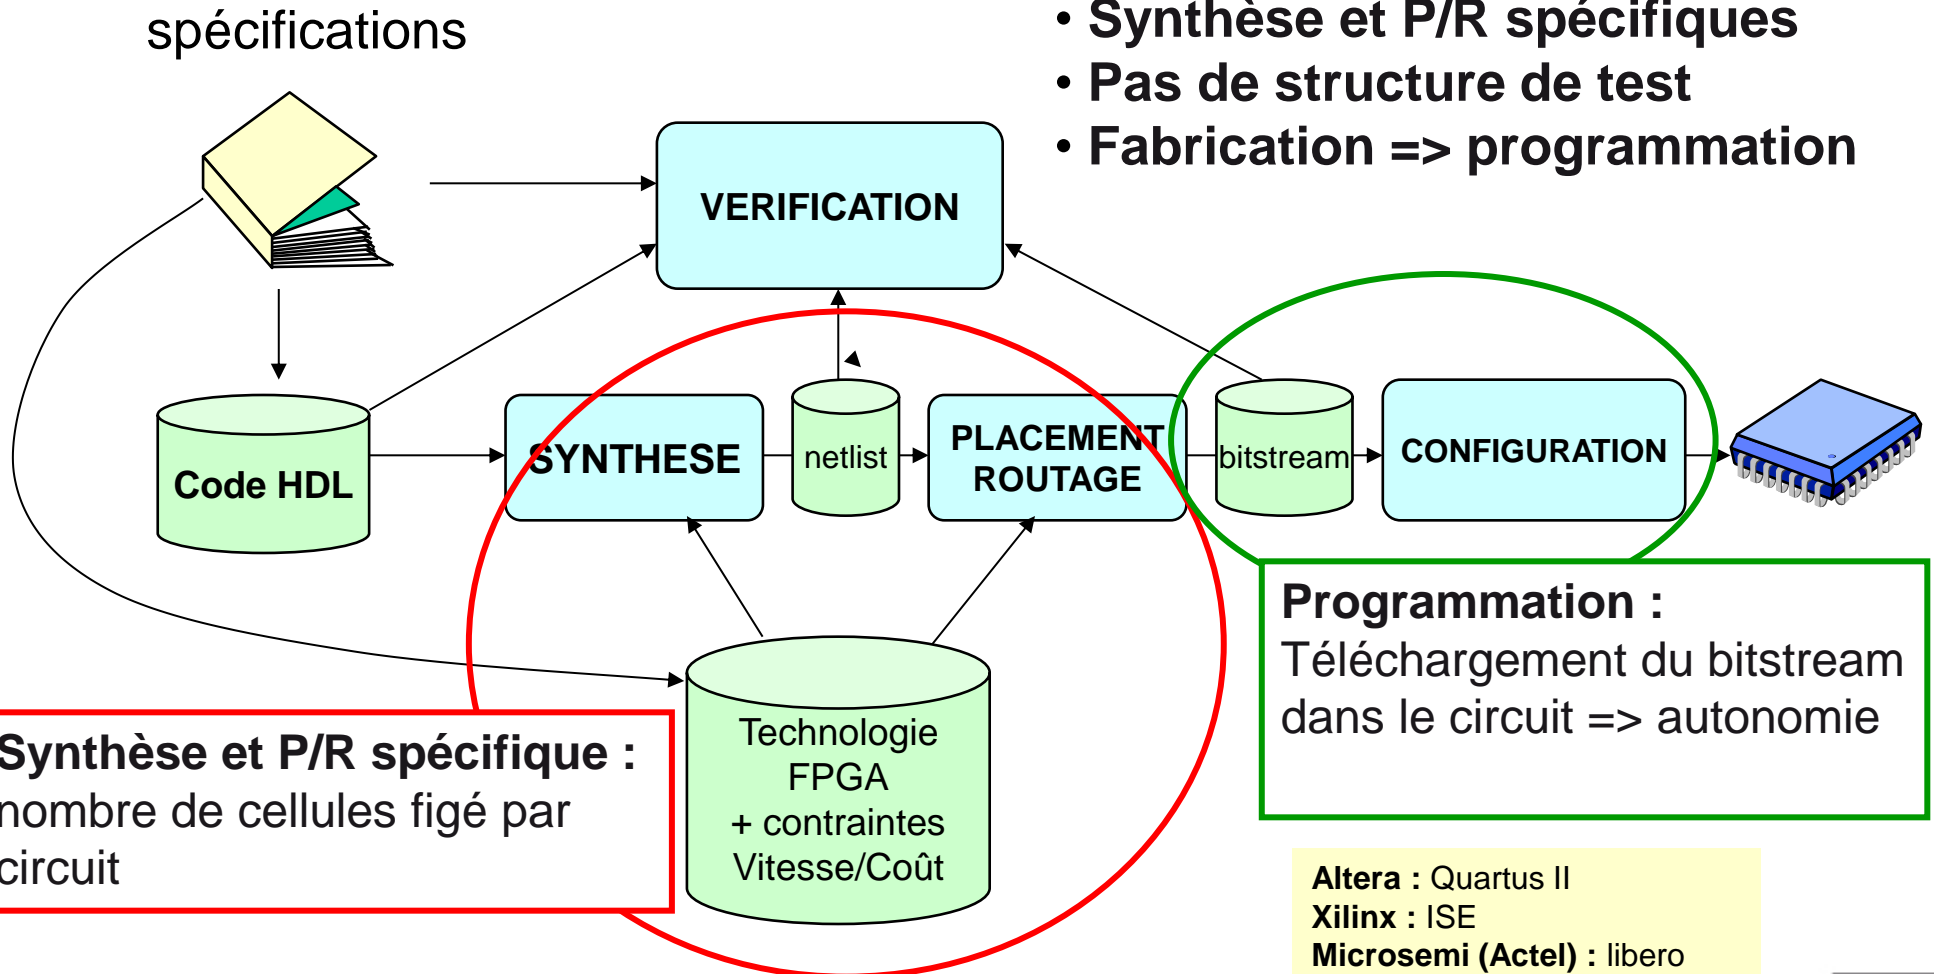 spécifications
• Synthèse et P/R spécifiques
• Pas de structure de test
• Fabrication => programmation
VERIFICATION
Code HDL
SYNTHESE
netlist
PLACEMENT
ROUTAGE
bitstream
CONFIGURATION
Programmation :
Téléchargement du bitstream
dans le circuit => autonomie
Synthèse et P/R spécifique :
nombre de cellules figé par
circuit
Technologie
FPGA
+ contraintes
Vitesse/Coût
Altera : Quartus II
Xilinx : ISE
Microsemi (Actel) : libero